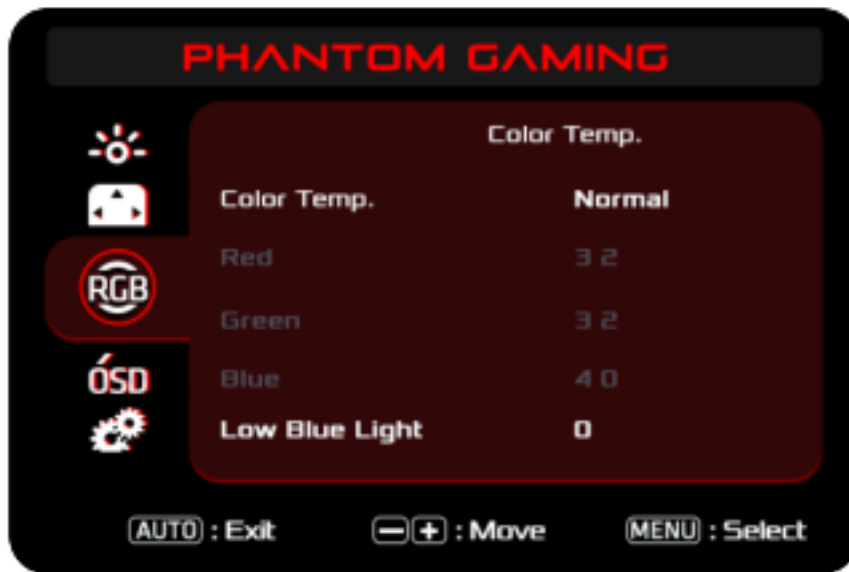 PHANTOM GAMING
Color Temp.
Color Temp. Normal
Red 32
Green 32
Blue 40
Low Blue Light 0
RGB
OSD
AUTO : Exit - + : Move MENU : Select